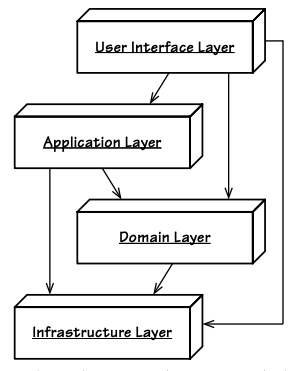 User Interface Layer
Application Layer
Domain Layer
Infrastructure Layer